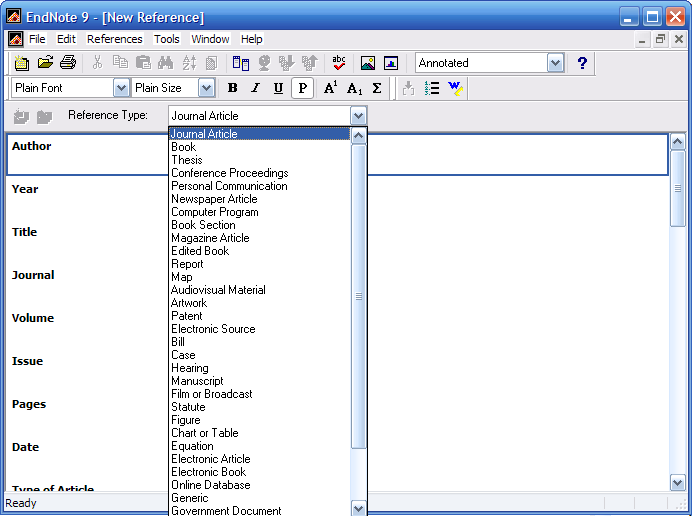 EndNote 9 - [New Reference]
File Edit References Tools Window Help
abc Annotated ?
Plain Font Plain Size B I U P A¹ A₁ Σ
Reference Type: Journal Article
Journal Article
Book
Thesis
Conference Proceedings
Personal Communication
Newspaper Article
Computer Program
Book Section
Magazine Article
Edited Book
Report
Map
Audiovisual Material
Artwork
Patent
Electronic Source
Bill
Case
Hearing
Manuscript
Film or Broadcast
Statute
Figure
Chart or Table
Equation
Electronic Article
Electronic Book
Online Database
Generic
Government Document
Author
Year
Title
Journal
Volume
Issue
Pages
Date
Type of Article
Ready